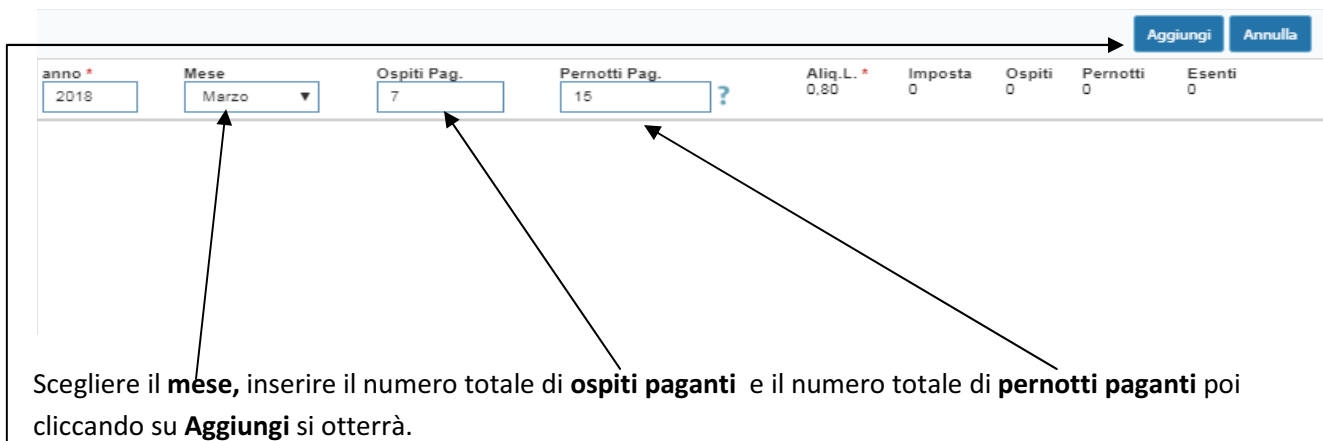 Aggiungi Annulla
anno * Mese Ospiti Pag. Pernotti Pag. Aliq.L. * Imposta Ospiti Pernotti Esenti
2018 Marzo ▼ 7 15 ? 0,80 0 0 0 0
Scegliere il mese, inserire il numero totale di ospiti paganti e il numero totale di pernotti paganti poi
cliccando su Aggiungi si otterrà.